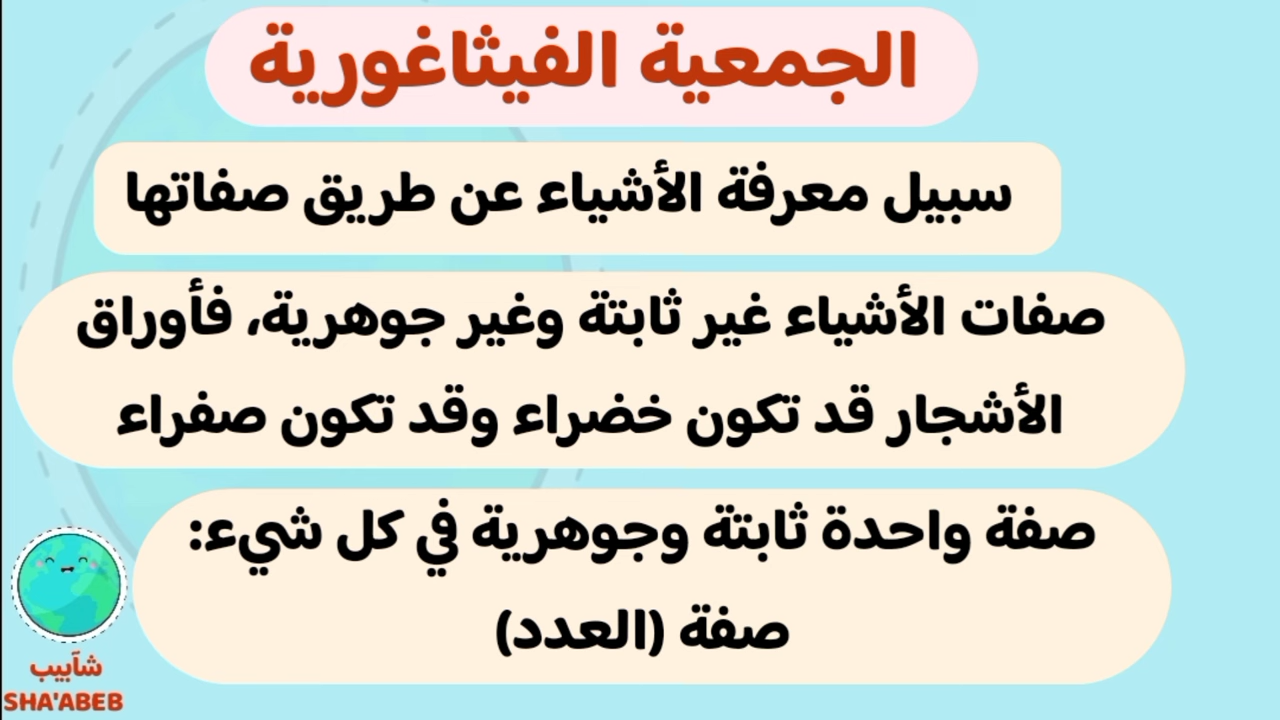 الجمعية الفيثاغورية
سبيل معرفة الأشياء عن طريق صفاتها
صفات الأشياء غير ثابتة وغير جوهرية، فأوراق
الأشجار قد تكون خضراء وقد تكون صفراء
صفة واحدة ثابتة وجوهرية في كل شيء:
صفة (العدد)
شآبيب
SHA'ABEB